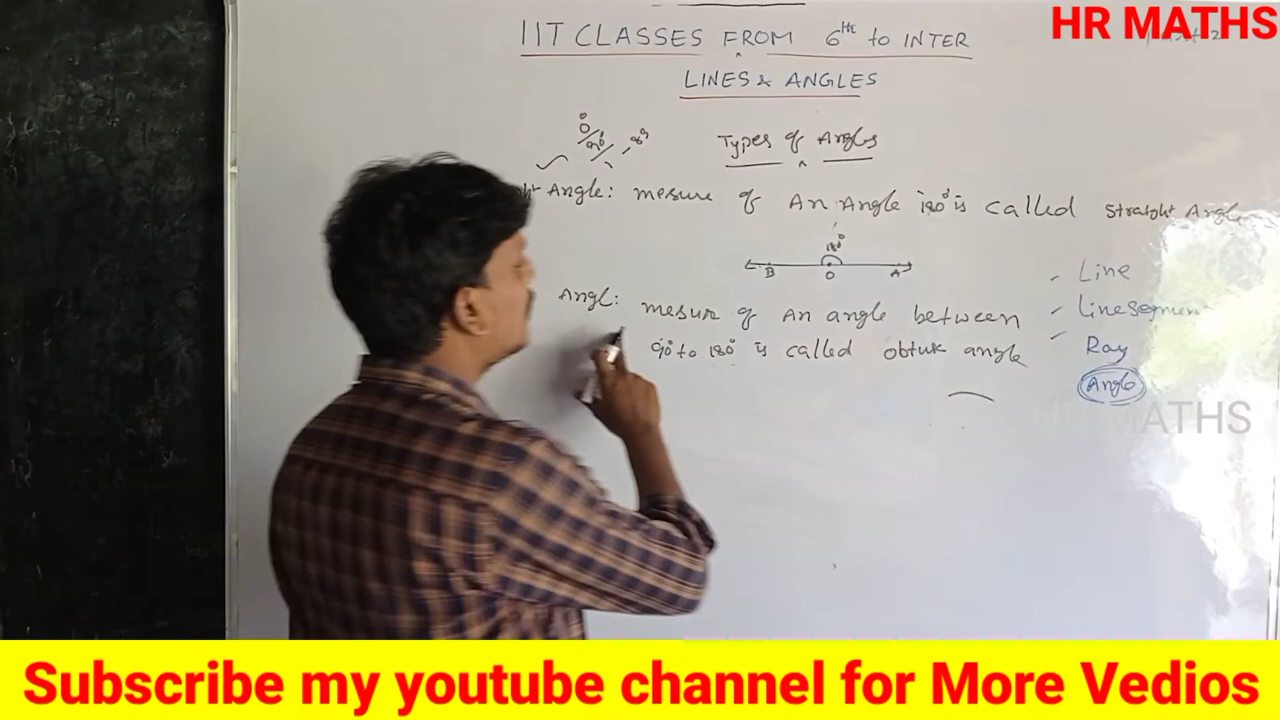 HR MATHS
IIT CLASSES FROM 6th to INTER
LINES & ANGLES
0°
90°
Types of Angles
Angle: mesure of An Angle 180° is called Straight Angle
180°
B O A
Line
Linesegment
Ray
Angle
Angl: mesure of An angle between
90° to 180° is called obtuse angle
HR MATHS
Subscribe my youtube channel for More Vedios